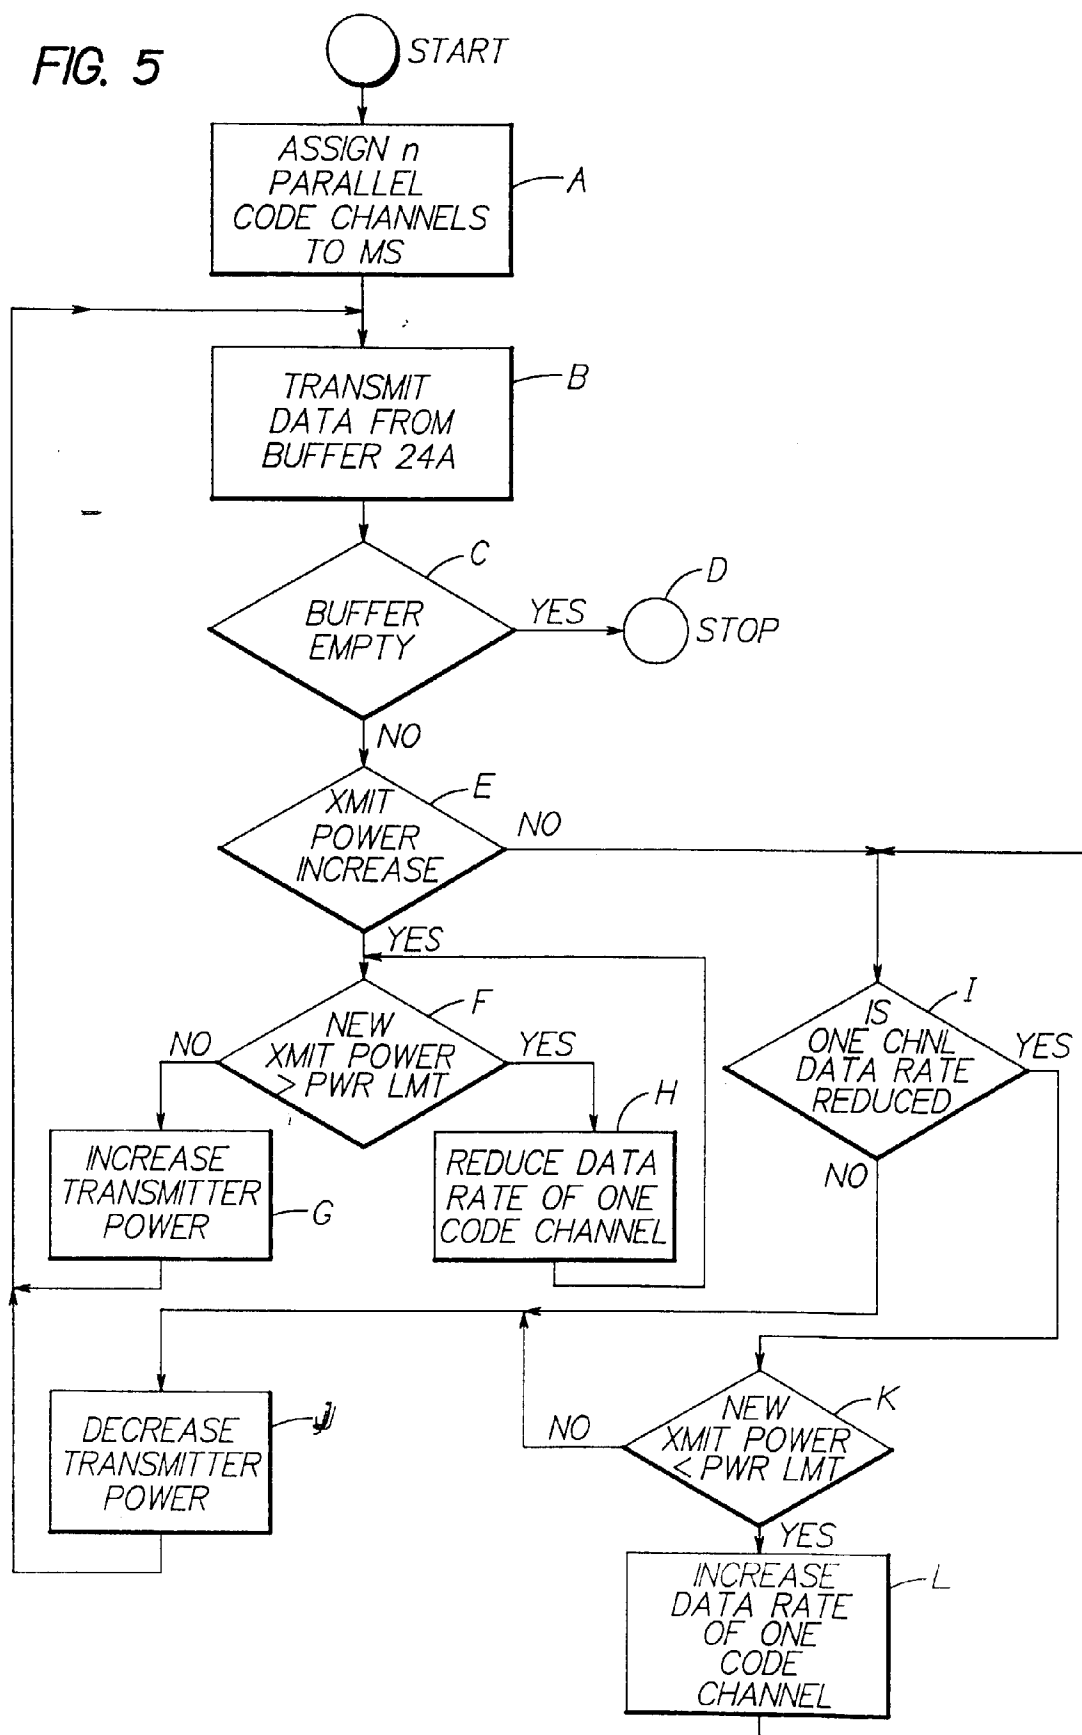 FIG. 5
START
ASSIGN n
PARALLEL
CODE CHANNELS
TO MS
A
TRANSMIT
DATA FROM
BUFFER 24A
B
C
BUFFER
EMPTY
YES
D
STOP
NO
E
XMIT
POWER
INCREASE
NO
YES
F
NEW
XMIT POWER
> PWR LMT
NO
YES
I
IS
ONE CHNL
DATA RATE
REDUCED
YES
NO
INCREASE
TRANSMITTER
POWER
G
H
REDUCE DATA
RATE OF ONE
CODE CHANNEL
DECREASE
TRANSMITTER
POWER
J
K
NEW
XMIT POWER
< PWR LMT
NO
YES
INCREASE
DATA RATE
OF ONE
CODE
CHANNEL
L